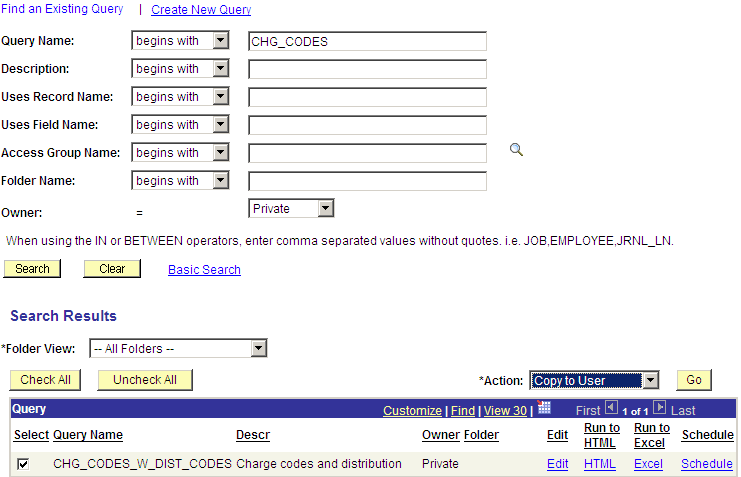 Find an Existing Query | Create New Query
Query Name: begins with CHG_CODES
Description: begins with
Uses Record Name: begins with
Uses Field Name: begins with
Access Group Name: begins with
Folder Name: begins with
Owner: = Private
When using the IN or BETWEEN operators, enter comma separated values without quotes. i.e. JOB,EMPLOYEE,JRNL_LN.
Search Clear Basic Search
Search Results
*Folder View: -- All Folders --
Check All Uncheck All *Action: Copy to User Go
Query Customize | Find | View 30 | First 1 of 1 Last
Select Query Name Descr Owner Folder Edit Run to HTML Run to Excel Schedule
CHG_CODES_W_DIST_CODES Charge codes and distribution Private Edit HTML Excel Schedule